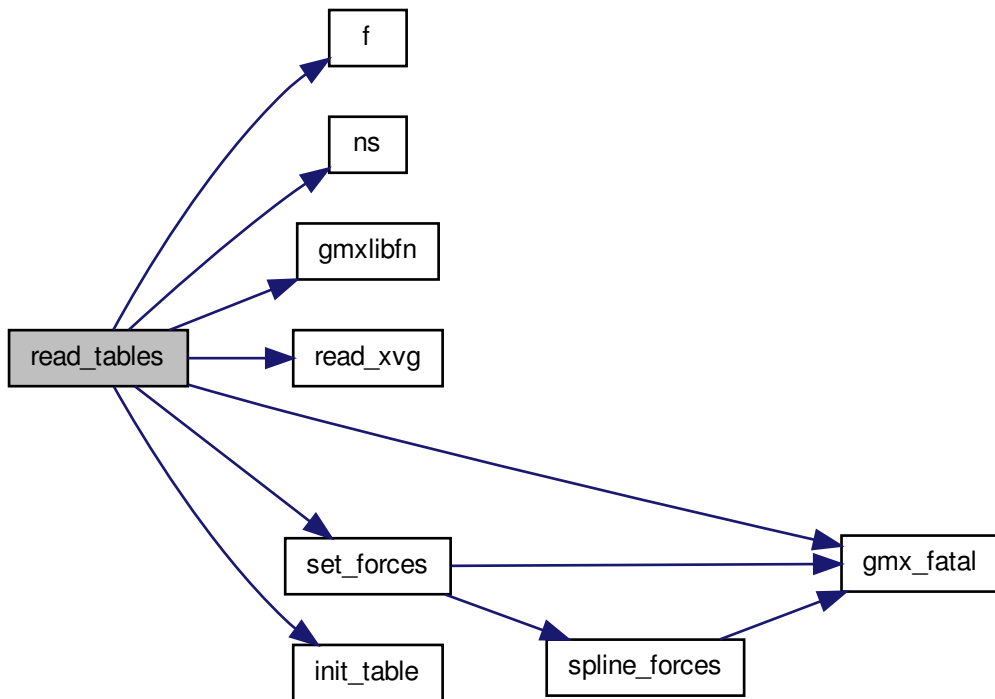 f
ns
gmxlibfn
read_tables
read_xvg
set_forces
gmx_fatal
init_table
spline_forces